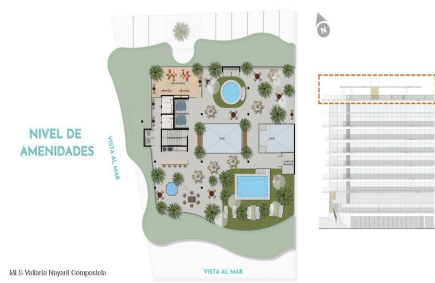 NIVEL DE
AMENIDADES
VISTA AL MAR
VISTA AL MAR
N
MLS Vallarta Nayarit Compostela